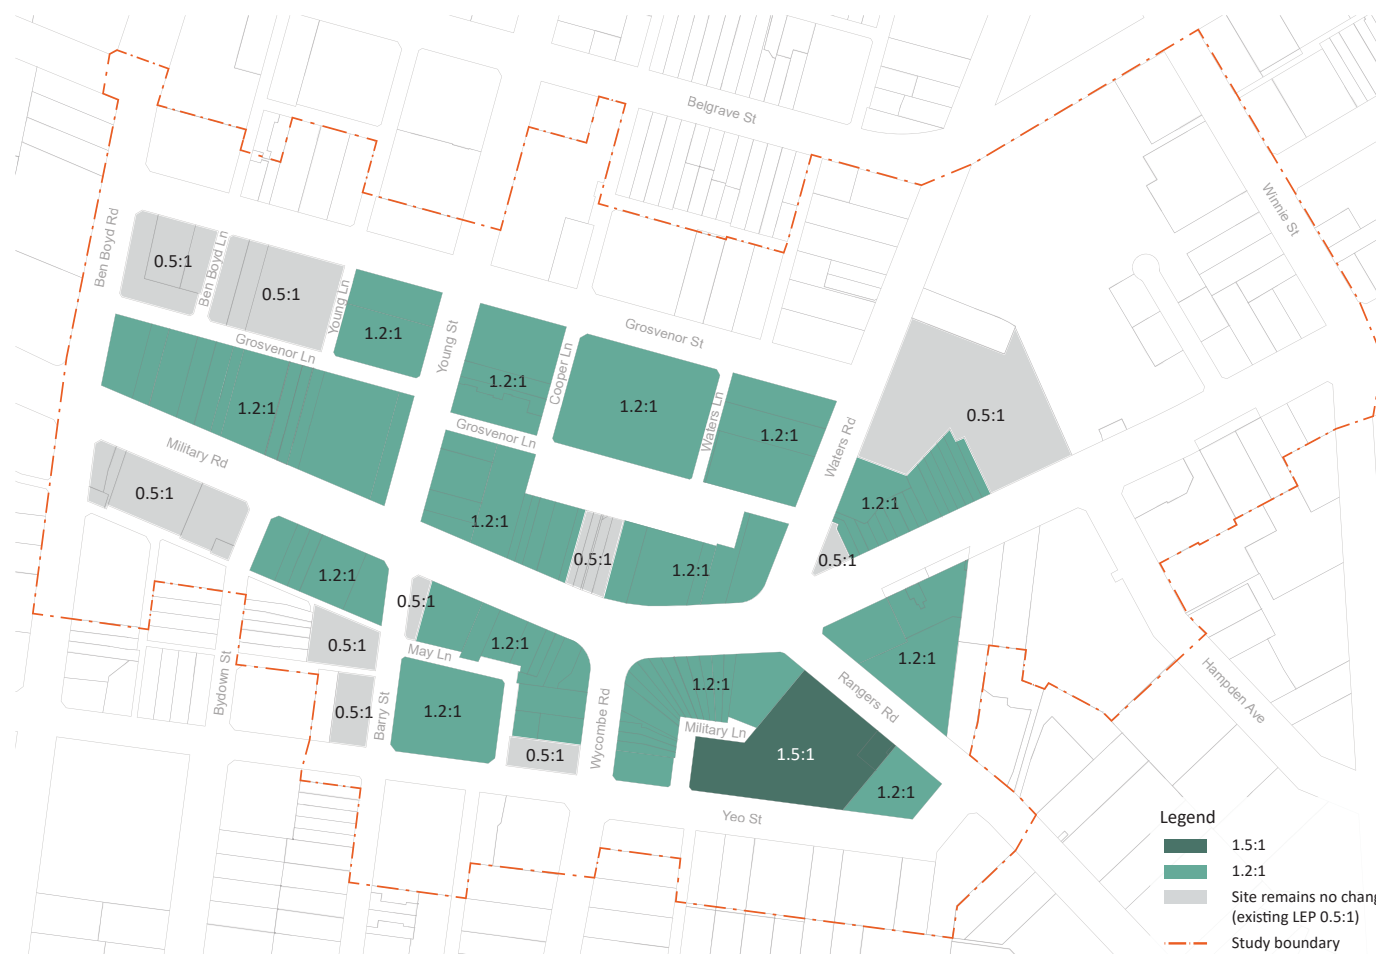 Belgrave St
Winnie St
Ben Boyd Rd
Ben Boyd Ln
0.5:1
0.5:1
Young Ln
1.2:1
Young St
Grosvenor St
Grosvenor Ln
1.2:1
1.2:1
Cooper Ln
1.2:1
Waters Ln
1.2:1
Waters Rd
0.5:1
Grosvenor Ln
Military Rd
0.5:1
1.2:1
0.5:1
1.2:1
1.2:1
0.5:1
1.2:1
0.5:1
1.2:1
0.5:1
May Ln
1.2:1
Bydown St
0.5:1
Barry St
1.2:1
0.5:1
Wycombe Rd
1.2:1
Military Ln
1.5:1
Rangers Rd
1.2:1
1.2:1
Hampden Ave
Yeo St
Legend
1.5:1
1.2:1
Site remains no chang
(existing LEP 0.5:1)
Study boundary